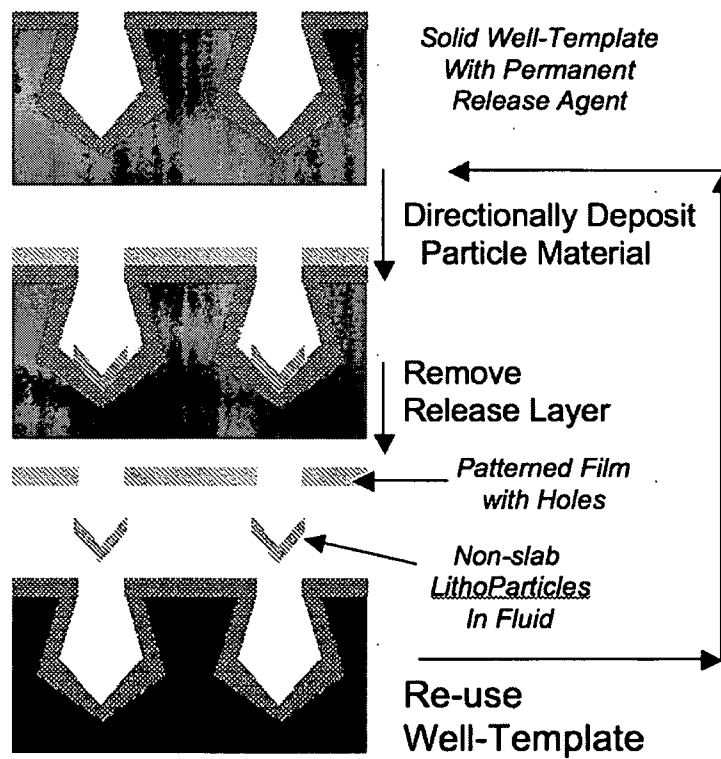 Solid Well-Template
With Permanent
Release Agent
Directionally Deposit
Particle Material
Remove
Release Layer
Patterned Film
with Holes
Non-slab
LithoParticles
In Fluid
Re-use
Well-Template